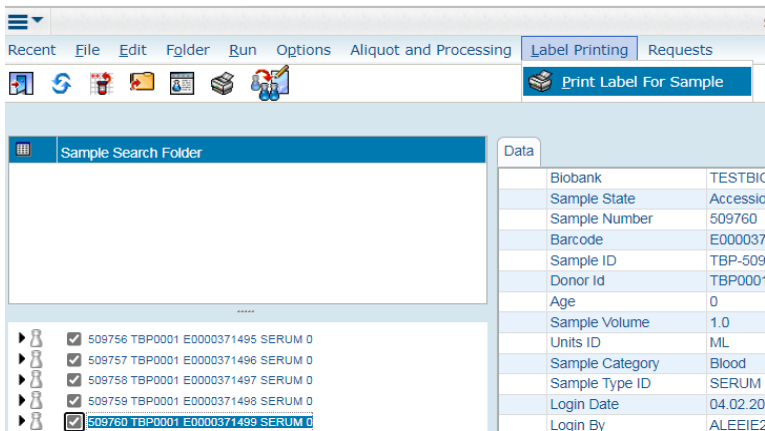 Recent File Edit Folder Run Options Aliquot and Processing Label Printing Requests
Print Label For Sample
Sample Search Folder
Data
Biobank TESTBIO
Sample State Accessio
Sample Number 509760
Barcode E000037
Sample ID TBP-509
Donor Id TBP0001
Age 0
Sample Volume 1.0
Units ID ML
Sample Category Blood
Sample Type ID SERUM
Login Date 04.02.20
Login By ALEEIE2
509756 TBP0001 E0000371495 SERUM 0
509757 TBP0001 E0000371496 SERUM 0
509758 TBP0001 E0000371497 SERUM 0
509759 TBP0001 E0000371498 SERUM 0
509760 TBP0001 E0000371499 SERUM 0